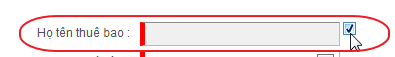 Họ tên thuê bao :